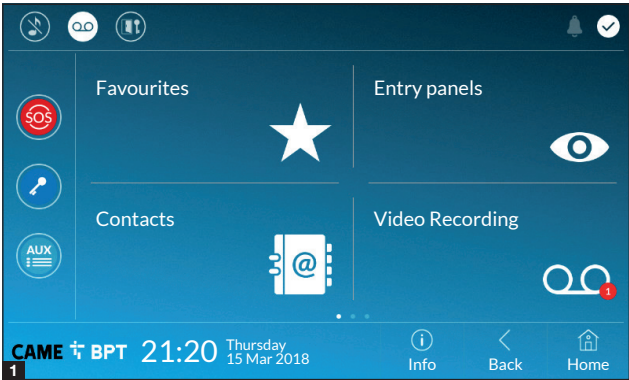 Favourites
Entry panels
SOS
Contacts
Video Recording
@
AUX
1
CAME BPT 21:20 Thursday
15 Mar 2018
Info
Back
Home
1